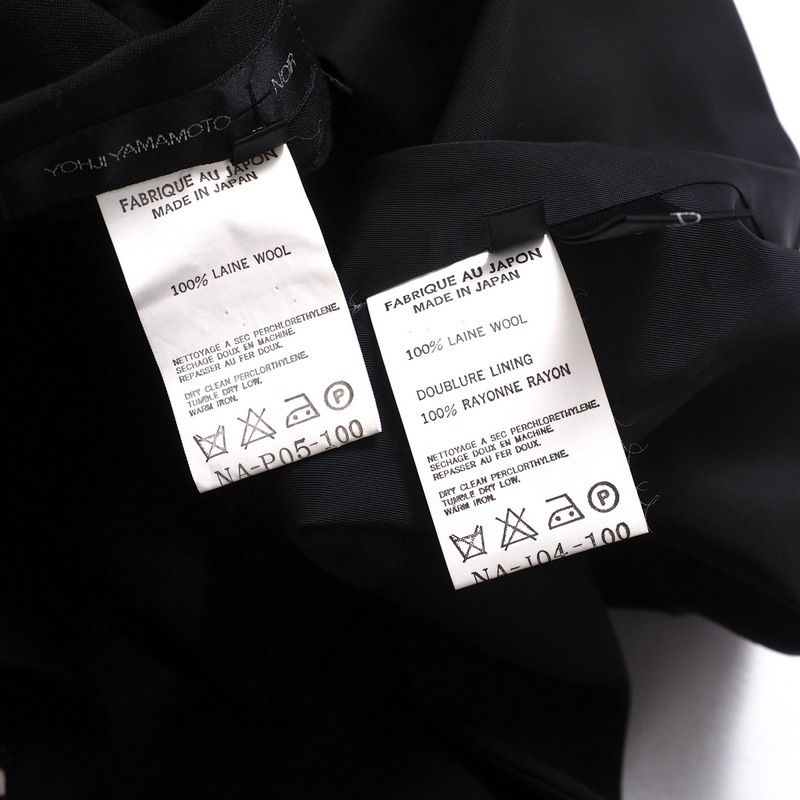 YOHJI YAMAMOTO
NOIR
FABRIQUE AU JAPON
MADE IN JAPAN
100% LAINE WOOL
NETTOYAGE A SEC PERCHLORETHYLENE.
SECHAGE DOUX EN MACHINE.
REPASSER AU FER DOUX.
DRY CLEAN PERCLORTHYLENE.
TUMBLE DRY LOW.
WARM IRON.
P
NA-P05-100
FABRIQUE AU JAPON
MADE IN JAPAN
100% LAINE WOOL
DOUBLURE LINING
100% RAYONNE RAYON
NETTOYAGE A SEC PERCHLORETHYLENE.
SECHAGE DOUX EN MACHINE.
REPASSER AU FER DOUX.
DRY CLEAN PERCLORTHYLENE.
TUMBLE DRY LOW.
WARM IRON.
P
NA-J04-100